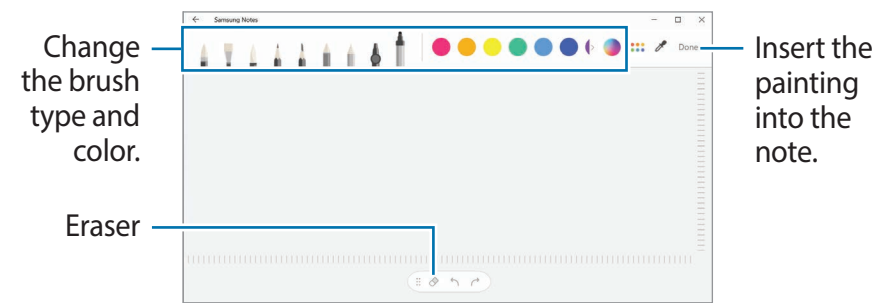 Samsung Notes
Change
the brush
type and
color.
Done
Insert the
painting
into the
note.
Eraser